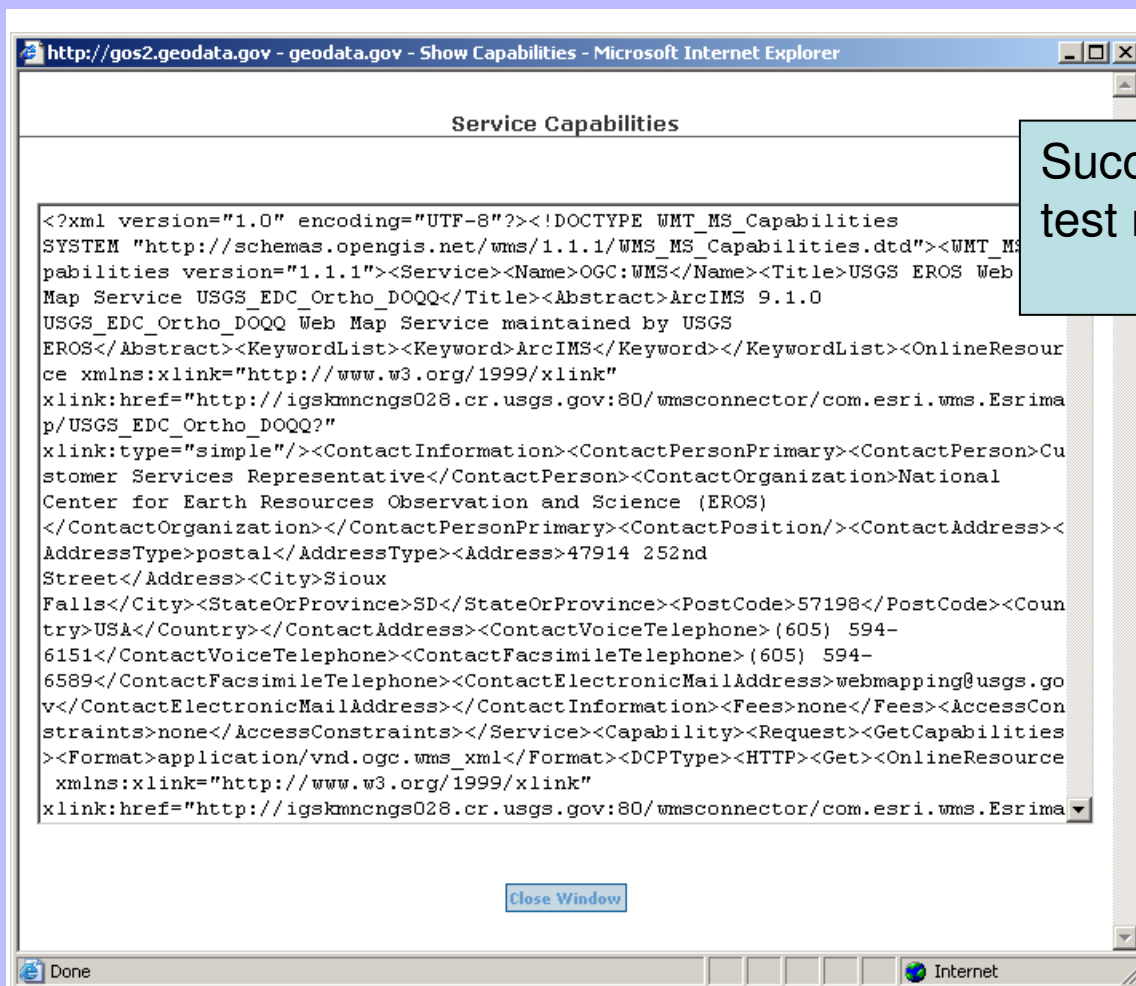 http://gos2.geodata.gov - geodata.gov - Show Capabilities - Microsoft Internet Explorer
Service Capabilities
<?xml version="1.0" encoding="UTF-8"?><!DOCTYPE WMT_MS_Capabilities
SYSTEM "http://schemas.opengis.net/wms/1.1.1/WMS_MS_Capabilities.dtd"><WMT_MS
pabilities version="1.1.1"><Service><Name>OGC:WMS</Name><Title>USGS EROS Web
Map Service USGS_EDC_Ortho_DOQQ</Title><Abstract>ArcIMS 9.1.0
USGS_EDC_Ortho_DOQQ Web Map Service maintained by USGS
EROS</Abstract><KeywordList><Keyword>ArcIMS</Keyword></KeywordList><OnlineResour
ce xmlns:xlink="http://www.w3.org/1999/xlink"
xlink:href="http://igskmncngs028.cr.usgs.gov:80/wmsconnector/com.esri.wms.Esrima
p/USGS_EDC_Ortho_DOQQ?"
xlink:type="simple"/><ContactInformation><ContactPersonPrimary><ContactPerson>Cu
stomer Services Representative</ContactPerson><ContactOrganization>National
Center for Earth Resources Observation and Science (EROS)
</ContactOrganization></ContactPersonPrimary><ContactPosition/><ContactAddress><
AddressType>postal</AddressType><Address>47914 252nd
Street</Address><City>Sioux
Falls</City><StateOrProvince>SD</StateOrProvince><PostCode>57198</PostCode><Coun
try>USA</Country></ContactAddress><ContactVoiceTelephone>(605) 594-
6151</ContactVoiceTelephone><ContactFacsimileTelephone>(605) 594-
6589</ContactFacsimileTelephone><ContactElectronicMailAddress>webmapping@usgs.go
v</ContactElectronicMailAddress></ContactInformation><Fees>none</Fees><AccessCon
straints>none</AccessConstraints></Service><Capability><Request><GetCapabilities
><Format>application/vnd.ogc.wms_xml</Format><DCPType><HTTP><Get><OnlineResource
xmlns:xlink="http://www.w3.org/1999/xlink"
xlink:href="http://igskmncngs028.cr.usgs.gov:80/wmsconnector/com.esri.wms.Esrima
Close Window
Done
Internet
test